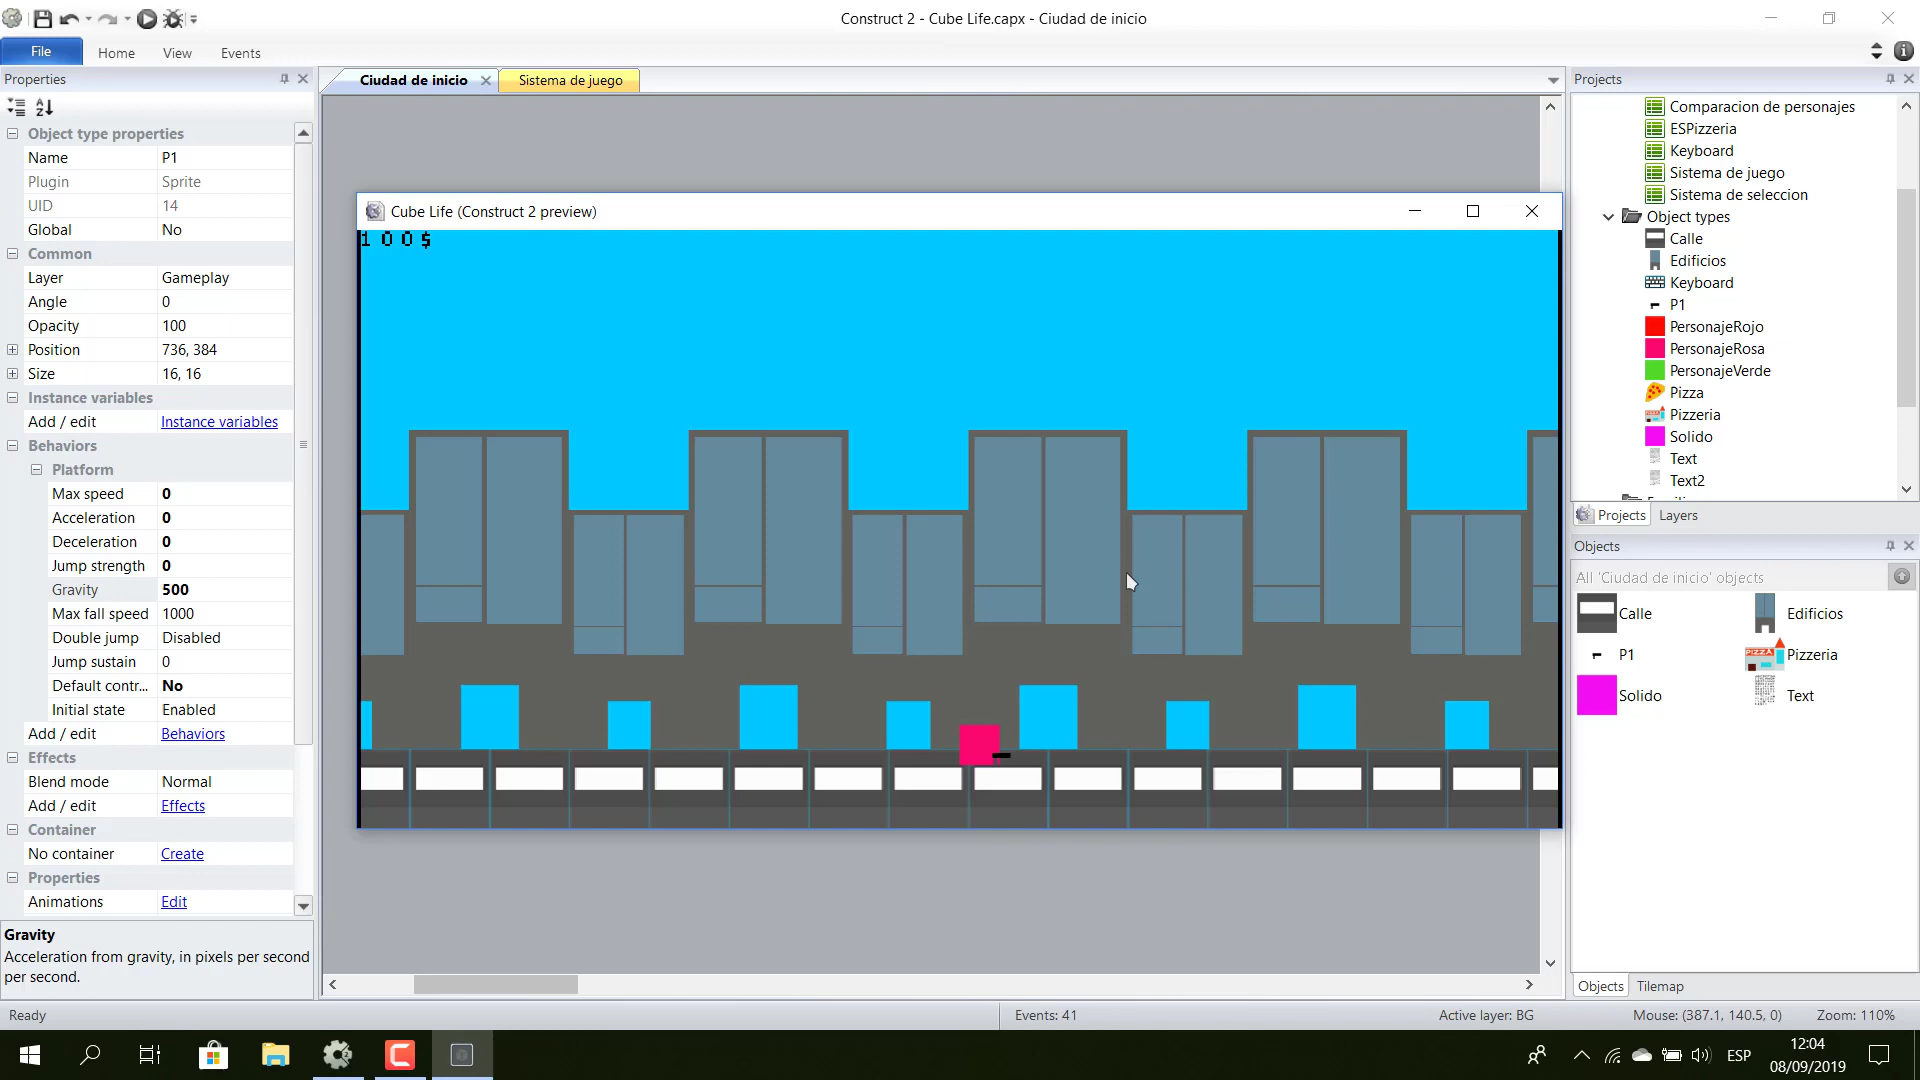 Construct 2 - Cube Life.capx - Ciudad de inicio
File
Home
View
Events
Properties
Ciudad de inicio
Sistema de juego
Projects
Object type properties
Name P1
Plugin Sprite
UID 14
Global No
Common
Layer Gameplay
Angle 0
Opacity 100
Position 736, 384
Size 16, 16
Instance variables
Add / edit Instance variables
Behaviors
Platform
Max speed 0
Acceleration 0
Deceleration 0
Jump strength 0
Gravity 500
Max fall speed 1000
Double jump Disabled
Jump sustain 0
Default contr... No
Initial state Enabled
Add / edit Behaviors
Effects
Blend mode Normal
Add / edit Effects
Container
No container Create
Properties
Animations Edit
Gravity
Acceleration from gravity, in pixels per second
per second.
Cube Life (Construct 2 preview)
100$
Comparacion de personajes
ESPizzeria
Keyboard
Sistema de juego
Sistema de seleccion
Object types
Calle
Edificios
Keyboard
P1
PersonajeRojo
PersonajeRosa
PersonajeVerde
Pizza
Pizzeria
Solido
Text
Text2
Projects
Layers
Objects
All 'Ciudad de inicio' objects
Calle
Edificios
P1
PIZZA
Pizzeria
Solido
Text
Objects
Tilemap
Ready
Events: 41
Active layer: BG
Mouse: (387.1, 140.5, 0)
Zoom: 110%
ESP
12:04
08/09/2019